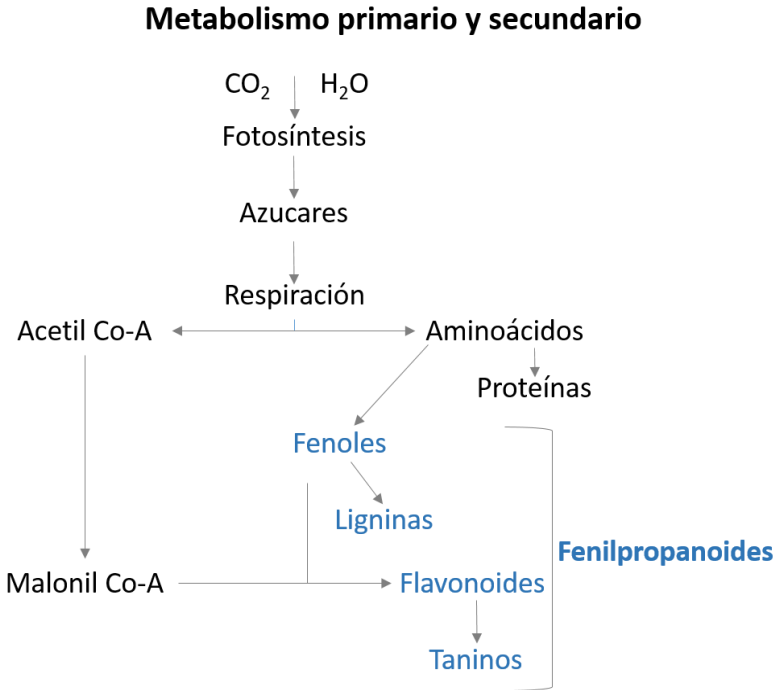 Metabolismo primario y secundario
CO₂ H₂O
Fotosíntesis
Azucares
Respiración
Acetil Co-A
Aminoácidos
Proteínas
Fenoles
Ligninas
Fenilpropanoides
Malonil Co-A
Flavonoides
Taninos